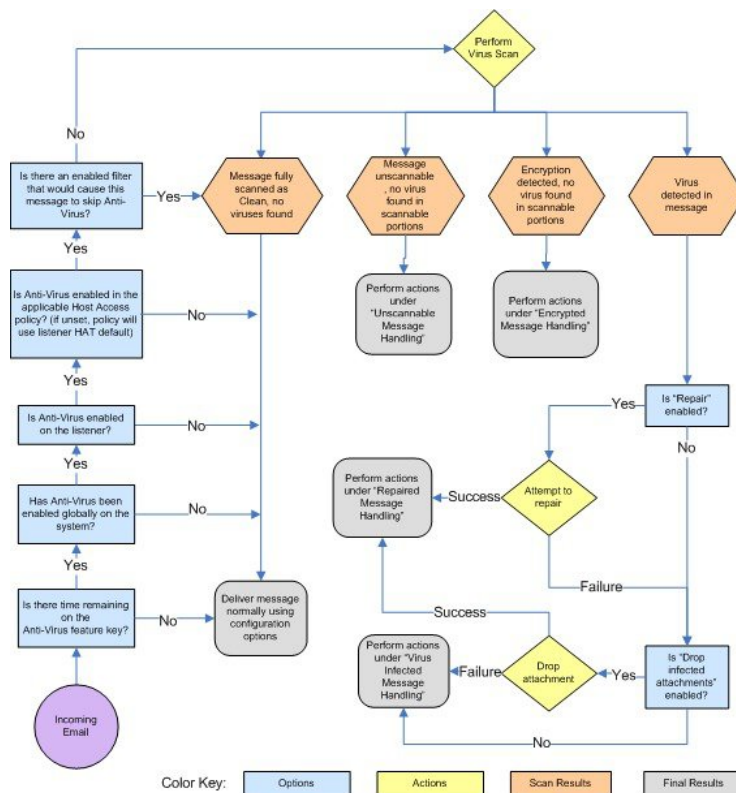 Perform
Virus Scan
No
Is there an enabled filter
that would cause this
message to skip Anti-
Virus?
Yes
Message fully
scanned as
Clean, no
viruses found
Message
unscannable
, no virus
found in
scannable
portions
Encryption
detected, no
virus found
in scannable
portions
Virus
detected in
message
Yes
Is Anti-Virus enabled in the
applicable Host Access
policy? (if unset, policy will
use listener HAT default)
No
Perform actions
under
“Unscannable
Message
Handling”
Perform actions
under “Encrypted
Message Handling”
Yes
Is Anti-Virus enabled
on the listener?
No
Is “Repair”
enabled?
Yes
No
Yes
Has Anti-Virus been
enabled globally on the
system?
No
Perform actions
under “Repaired
Message
Handling”
Success
Attempt to
repair
Failure
Yes
Is there time remaining
on the
Anti-Virus feature key?
No
Deliver message
normally using
configuration
options
Success
Perform actions
under “Virus
Infected
Message
Handling”
Failure
Drop
attachment
Yes
Is “Drop
infected
attachments”
enabled?
No
Incoming
Email
Color Key:
Options
Actions
Scan Results
Final Results